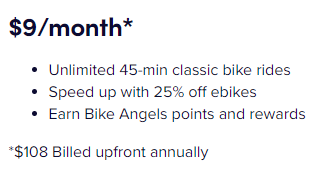 $9/month*
• Unlimited 45-min classic bike rides
• Speed up with 25% off ebikes
• Earn Bike Angels points and rewards
*$108 Billed upfront annually